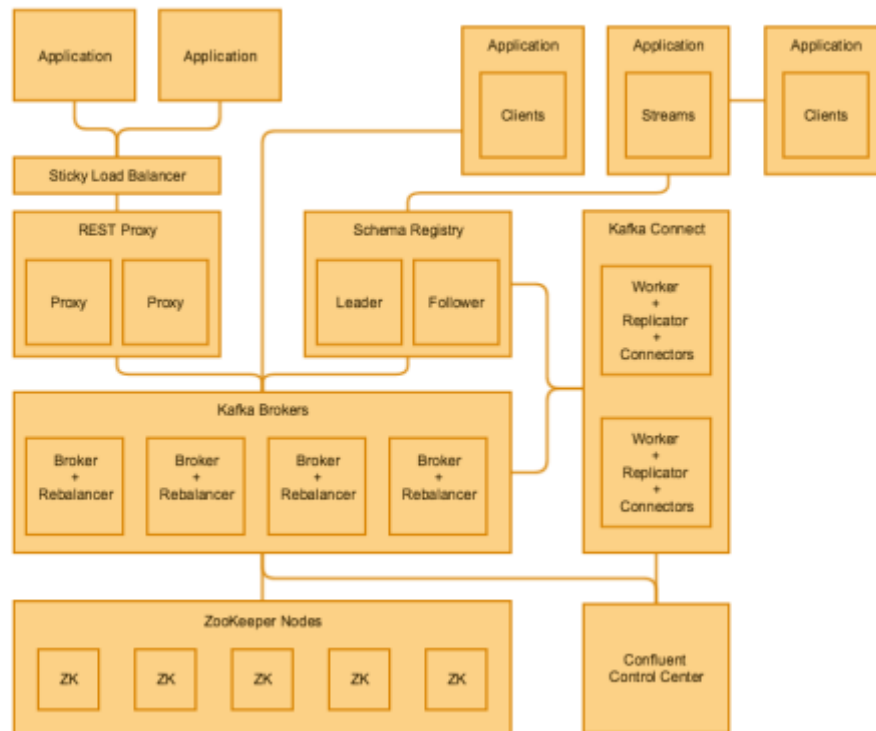 Application
Application
Application
Clients
Application
Streams
Application
Clients
Sticky Load Balancer
REST Proxy
Proxy
Proxy
Schema Registry
Leader
Follower
Kafka Connect
Worker
+
Replicator
+
Connectors
Worker
+
Replicator
+
Connectors
Kafka Brokers
Broker
+
Rebalancer
Broker
+
Rebalancer
Broker
+
Rebalancer
Broker
+
Rebalancer
ZooKeeper Nodes
ZK
ZK
ZK
ZK
ZK
Confluent
Control Center